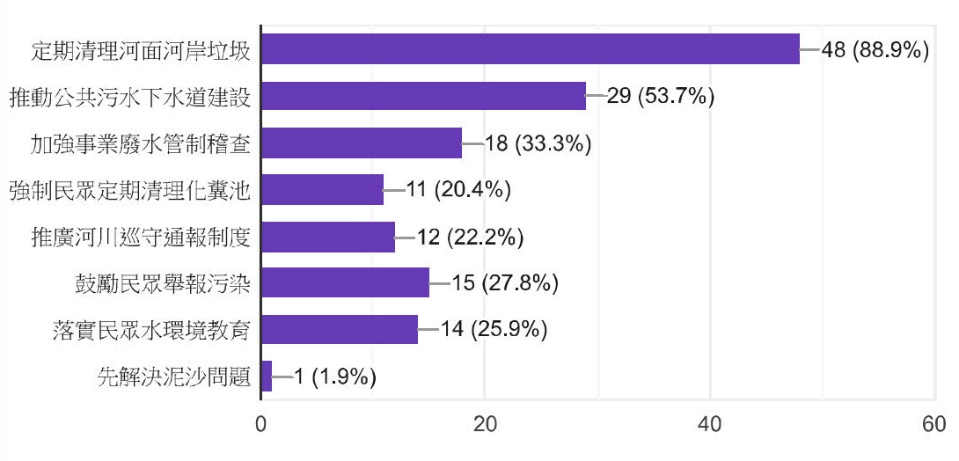 定期清理河面河岸垃圾 48 (88.9%)
推動公共污水下水道建設 29 (53.7%)
加強事業廢水管制稽查 18 (33.3%)
強制民眾定期清理化糞池 11 (20.4%)
推廣河川巡守通報制度 12 (22.2%)
鼓勵民眾舉報污染 15 (27.8%)
落實民眾水環境教育 14 (25.9%)
先解決泥沙問題 1 (1.9%)
0 20 40 60